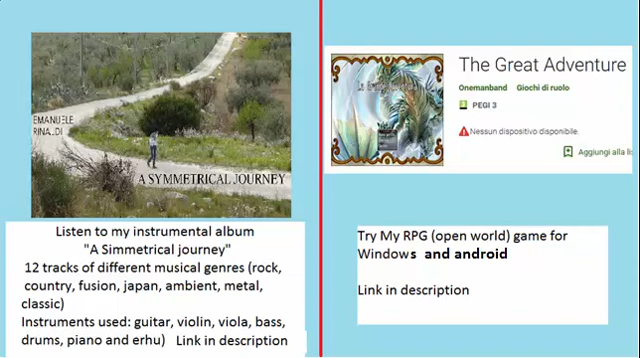 EMANUELE
RINALDI
A SYMMETRICAL JOURNEY
Listen to my instrumental album
"A Simmetrical journey"
12 tracks of different musical genres (rock,
country, fusion, japan, ambient, metal,
classic)
Instruments used: guitar, violin, viola, bass,
drums, piano and erhu) Link in description
The Great Adventure
Onemanband Giochi di ruolo
PEGI 3
Nessun dispositivo disponibile.
Aggiungi alla lis
Try My RPG (open world) game for
Windows and android
Link in description